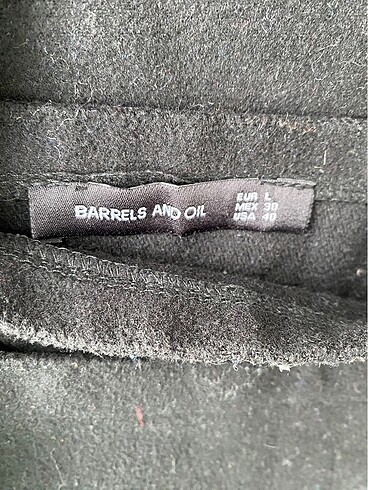 BARRELS AND OIL
EUR L
MEX 30
USA 40